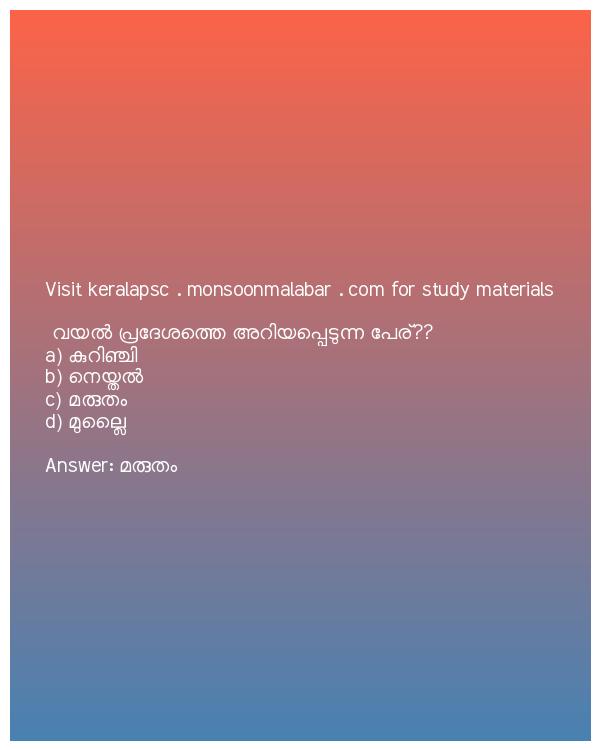 Visit keralapsc . monsoonmalabar . com for study materials
വയൽ പ്രദേശത്തെ അറിയപ്പെടുന്ന പേര്??
a) കുറിഞ്ചി
b) നെയ്തൽ
c) മരുതം
d) മുല്ലൈ
Answer: മരുതം